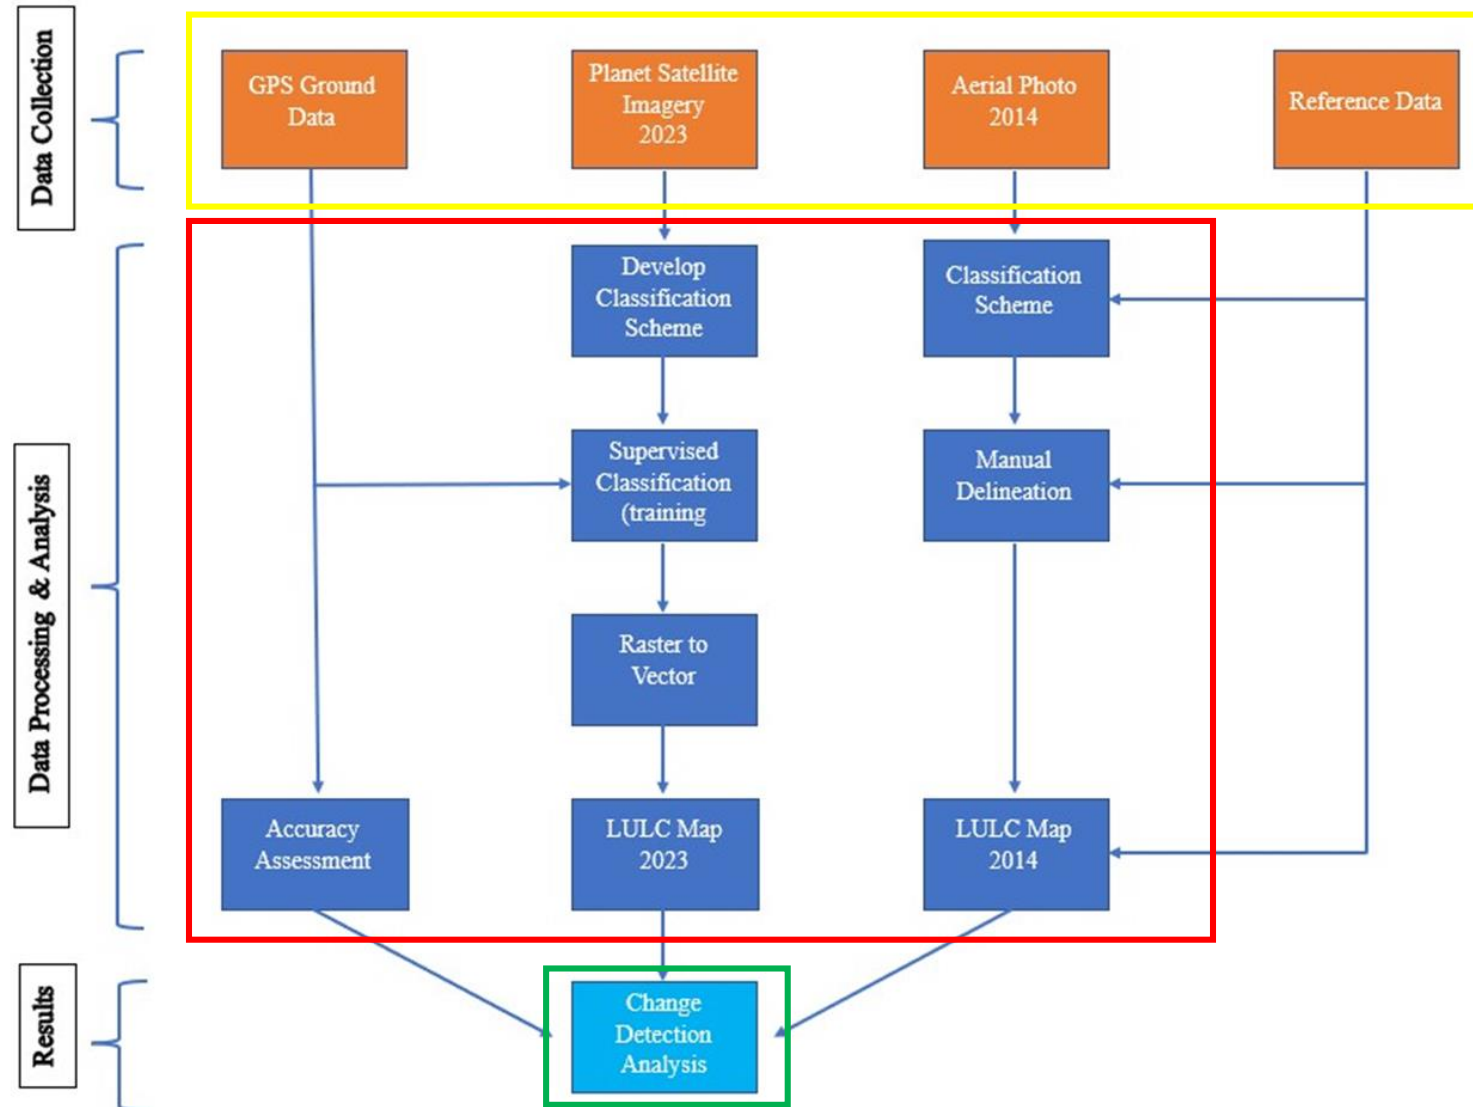 Data Collection
GPS Ground
Data
Planet Satellite
Imagery
2023
Aerial Photo
2014
Reference Data
Data Processing & Analysis
Develop
Classification
Scheme
Classification
Scheme
Supervised
Classification
(training
Manual
Delineation
Raster to
Vector
Accuracy
Assessment
LULC Map
2023
LULC Map
2014
Results
Change
Detection
Analysis